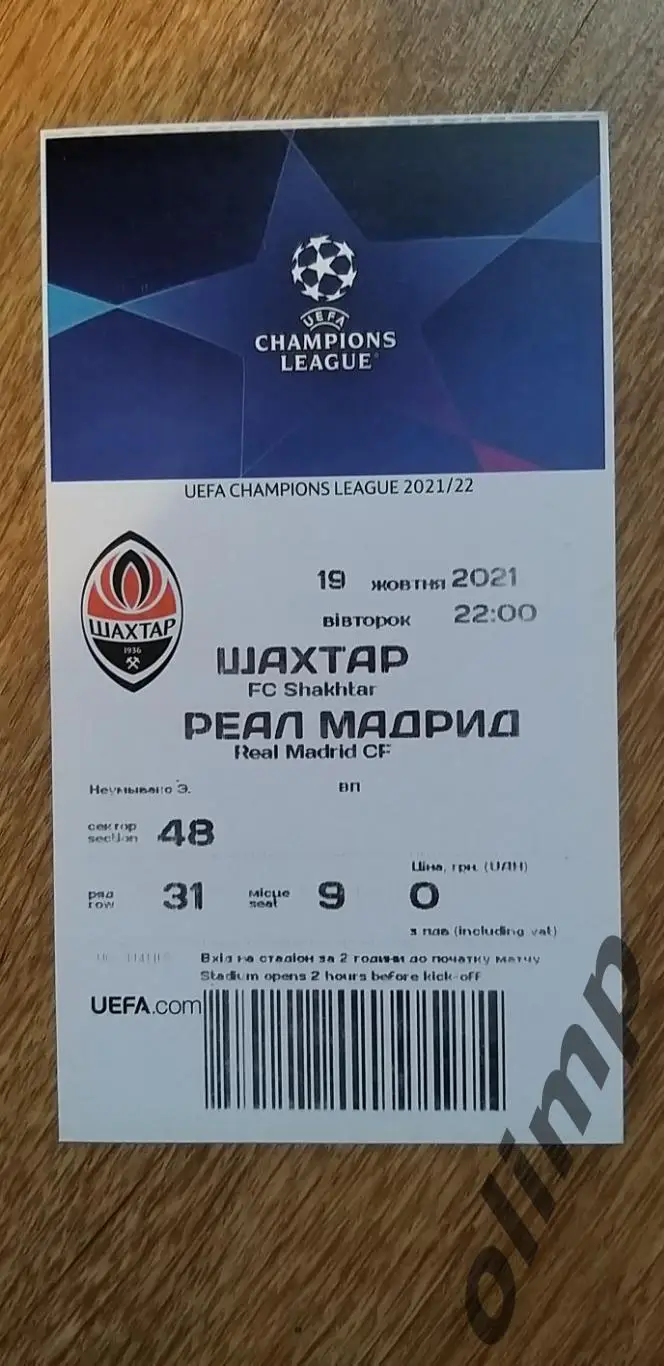 UEFA
CHAMPIONS
LEAGUE®
UEFA CHAMPIONS LEAGUE 2021/22
ШАХТАР
1936
19 жовтня 2021
вівторок 22:00
ШАХТАР
FC Shakhtar
РЕАЛ МАДРИД
Real Madrid CF
Неумывано Э. ВП
сектор
section 48
ряд
row 31
місце
seat 9
Ціна, грн. (UAH)
0
з пдв (including vat)
Вхід на стадіон за 2 години до початку матчу
Stadium opens 2 hours before kick-off
UEFA.com
olimp